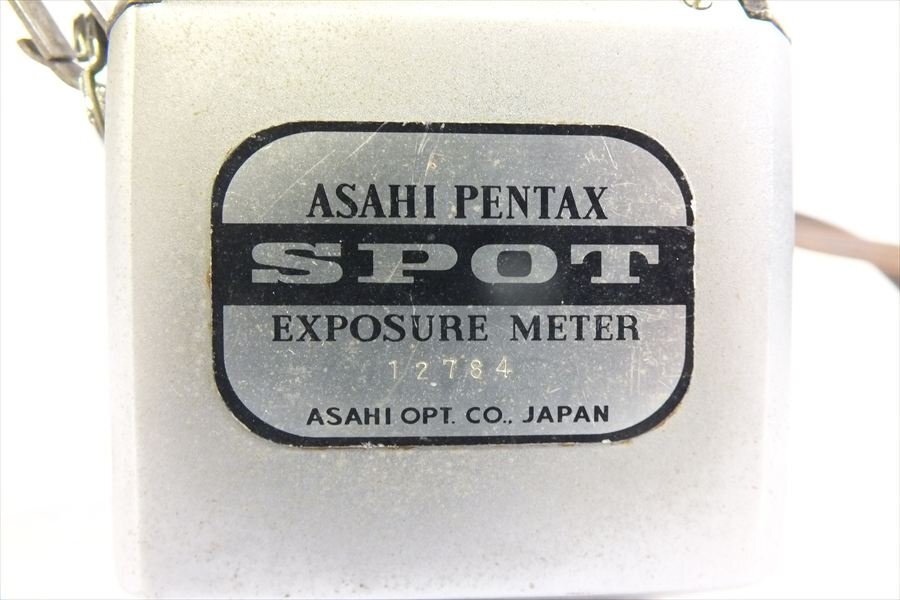 ASAHI PENTAX
SPOT
EXPOSURE METER
12784
ASAHI OPT. CO., JAPAN